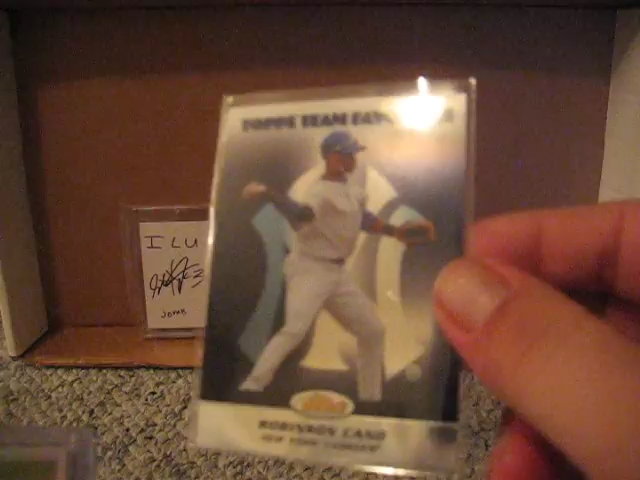 TOPPS TEAM FAVORITES
I L U
Jomb
ROBINSON CANO
NEW YORK YANKEES